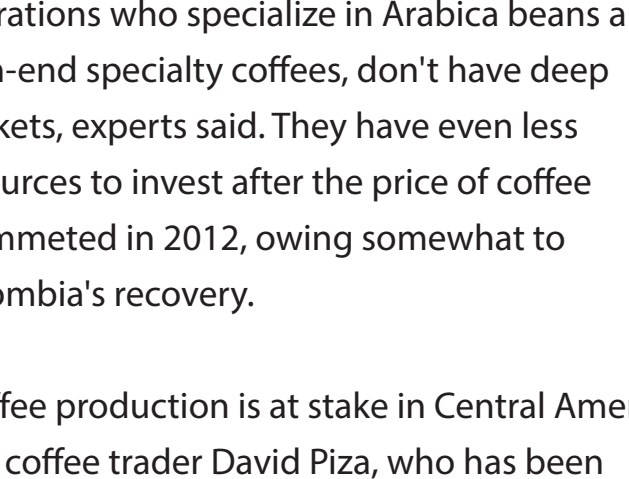 rations who specialize in Arabica beans a
-end specialty coffees, don't have deep
kets, experts said. They have even less
urces to invest after the price of coffee
mmeted in 2012, owing somewhat to
ombia's recovery.
fee production is at stake in Central Ame
coffee trader David Piza, who has been